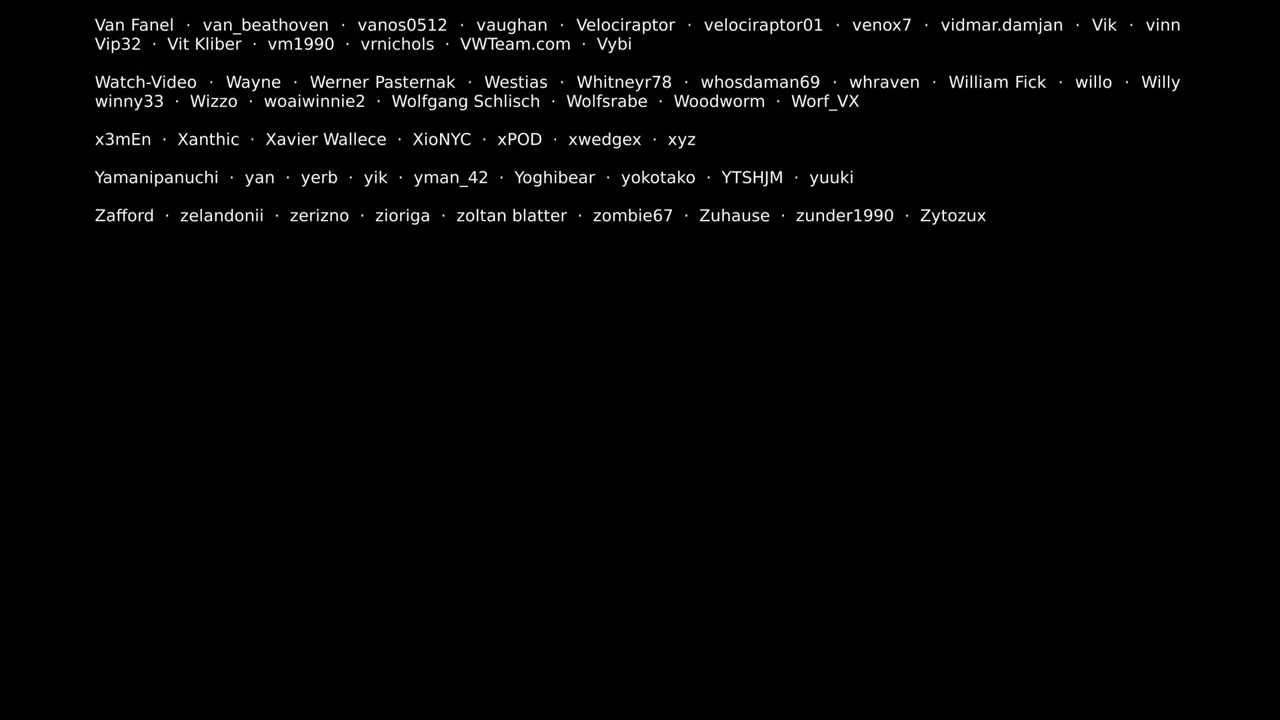 Van Fanel · van_beathoven · vanos0512 · vaughan · Velociraptor · velociraptor01 · venox7 · vidmar.damjan · Vik · vinn
Vip32 · Vit Kliber · vm1990 · vrnichols · VWTeam.com · Vybi
Watch-Video · Wayne · Werner Pasternak · Westias · Whitneyr78 · whosdaman69 · whraven · William Fick · willo · Willy
winny33 · Wizzo · woaiwinnie2 · Wolfgang Schlisch · Wolfsrabe · Woodworm · Worf_VX
x3mEn · Xanthic · Xavier Wallece · XioNYC · xPOD · xwedgex · xyz
Yamanipanuchi · yan · yerb · yik · yman_42 · Yoghibear · yokotako · YTSHJM · yuuki
Zafford · zelandonii · zerizno · zioriga · zoltan blatter · zombie67 · Zuhause · zunder1990 · Zytozux